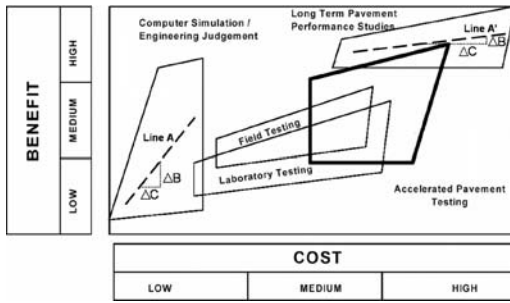 Computer Simulation /
Engineering Judgement
Long Term Pavement
Performance Studies
Line A'
ΔB
ΔC
BENEFIT
HIGH
MEDIUM
LOW
Line A
ΔB
ΔC
Field Testing
Laboratory Testing
Accelerated Pavement
Testing
COST
LOW
MEDIUM
HIGH